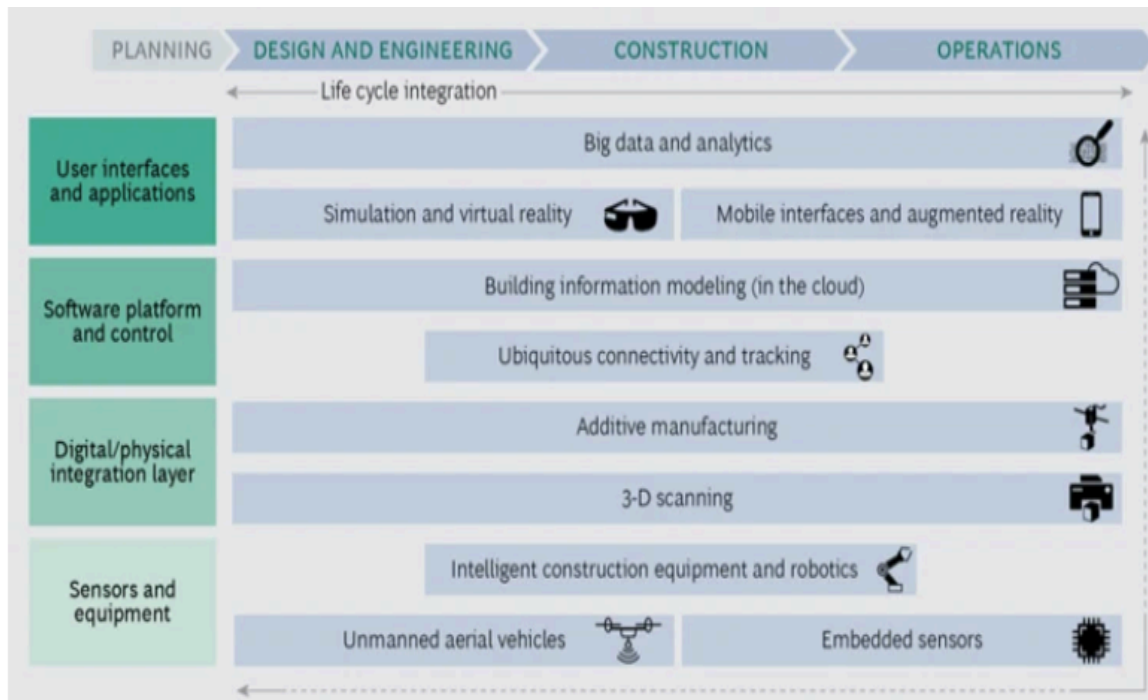 PLANNING
DESIGN AND ENGINEERING
CONSTRUCTION
OPERATIONS
Life cycle integration
User interfaces
and applications
Big data and analytics
Simulation and virtual reality
Mobile interfaces and augmented reality
Software platform
and control
Building information modeling (in the cloud)
Ubiquitous connectivity and tracking
Digital/physical
integration layer
Additive manufacturing
3-D scanning
Sensors and
equipment
Intelligent construction equipment and robotics
Unmanned aerial vehicles
Embedded sensors